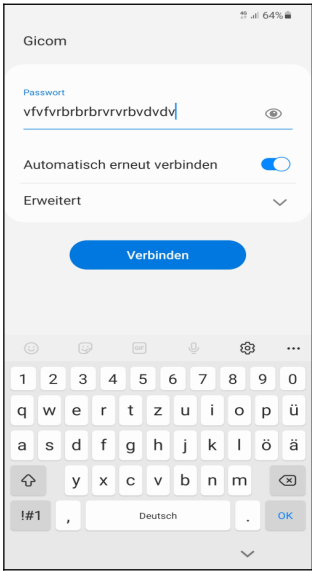 64%
Gicom
Passwort
vfvfvrbrbrbrvrvrbvdvdv
Automatisch erneut verbinden
Erweitert
Verbinden
GIF
1 2 3 4 5 6 7 8 9 0
q w e r t z u i o p ü
a s d f g h j k l ö ä
y x c v b n m
!#1 , Deutsch . OK